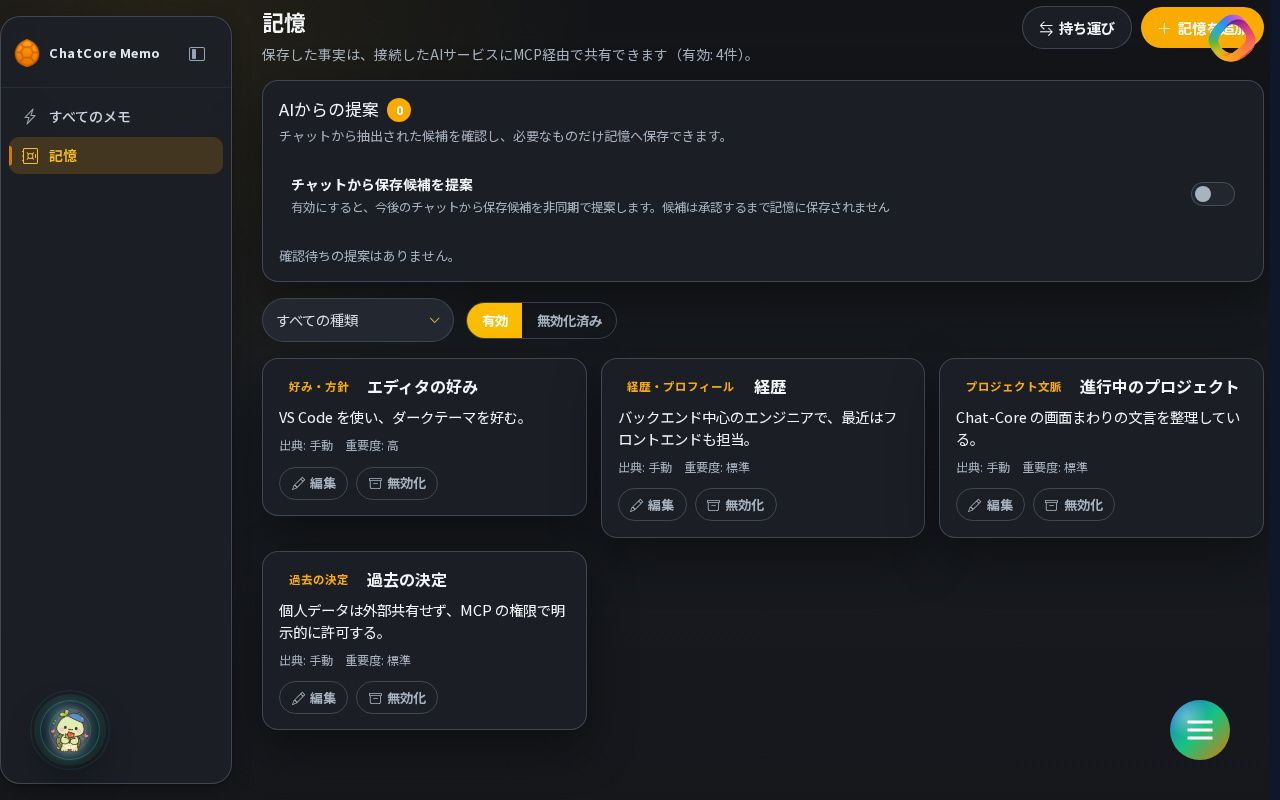 ChatCore Memo
すべてのメモ
記憶
記憶
保存した事実は、接続したAIサービスにMCP経由で共有できます（有効: 4件）。
持ち運び
記憶を追加
AIからの提案 0
チャットから抽出された候補を確認し、必要なものだけ記憶へ保存できます。
チャットから保存候補を提案
有効にすると、今後のチャットから保存候補を非同期で提案します。候補は承認するまで記憶に保存されません
確認待ちの提案はありません。
すべての種類
有効
無効化済み
好み・方針 エディタの好み
VS Code を使い、ダークテーマを好む。
出典: 手動 重要度: 高
編集
無効化
経歴・プロフィール 経歴
バックエンド中心のエンジニアで、最近はフ
ロントエンドも担当。
出典: 手動 重要度: 標準
編集
無効化
プロジェクト文脈 進行中のプロジェクト
Chat-Core の画面まわりの文言を整理してい
る。
出典: 手動 重要度: 標準
編集
無効化
過去の決定 過去の決定
個人データは外部共有せず、MCP の権限で明
示的に許可する。
出典: 手動 重要度: 標準
編集
無効化